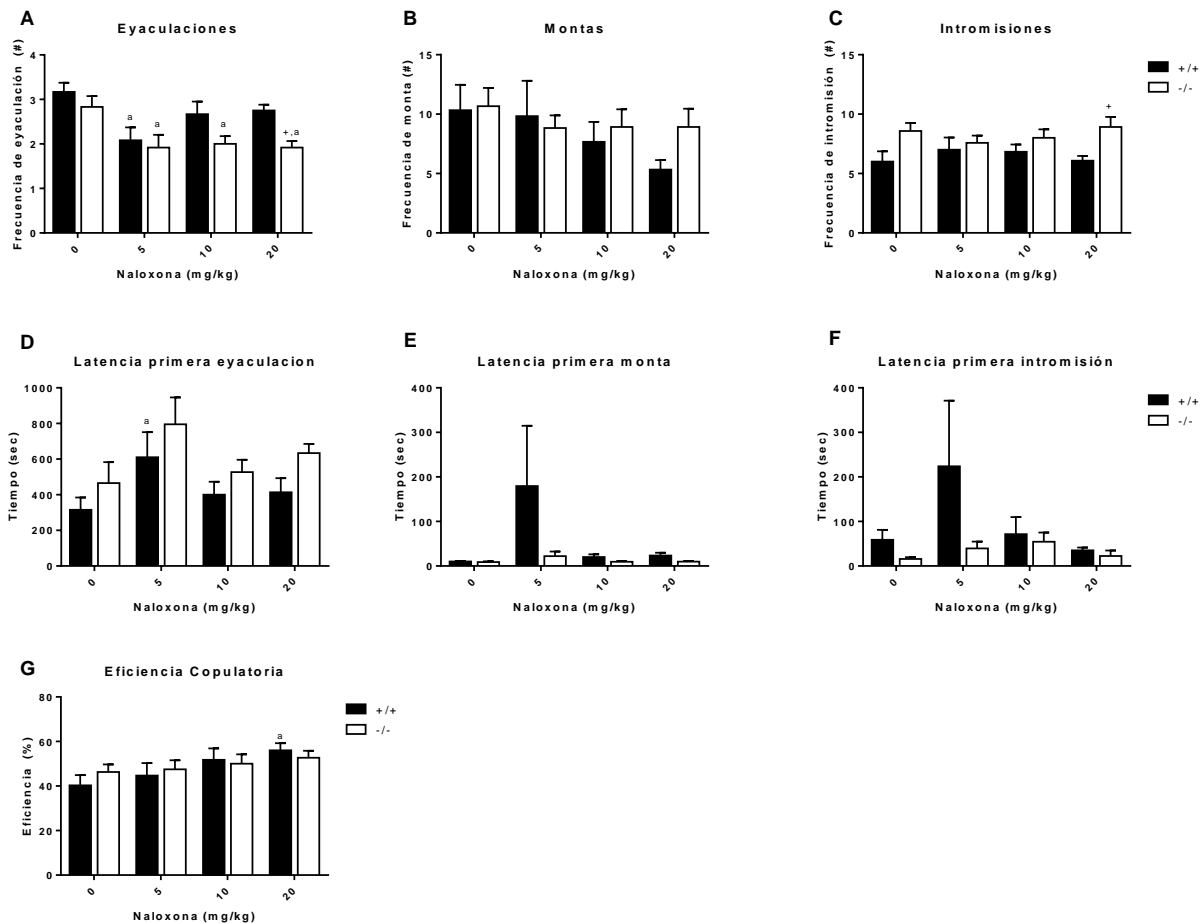 A
Eyaculaciones
Frecuencia de eyaculación (#)
4
3
2
1
0
a
a
a
+,a
0
5
10
20
Naloxona (mg/kg)
B
Montas
Frecuencia de monta (#)
15
10
5
0
0
5
10
20
Naloxona (mg/kg)
C
Intromisiones
Frecuencia de intromisión (#)
15
10
5
0
+
0
5
10
20
Naloxona (mg/kg)
+/+
-/-
D
Latencia primera eyaculacion
Tiempo (sec)
1000
800
600
400
200
0
a
0
5
10
20
Naloxona (mg/kg)
E
Latencia primera monta
Tiempo (sec)
400
300
200
100
0
0
5
10
20
Naloxona (mg/kg)
F
Latencia primera intromisión
Tiempo (sec)
400
300
200
100
0
0
5
10
20
Naloxona (mg/kg)
+/+
-/-
G
Eficiencia Copulatoria
Eficiencia (%)
80
60
40
20
0
a
0
5
10
20
Naloxona (mg/kg)
+/+
-/-